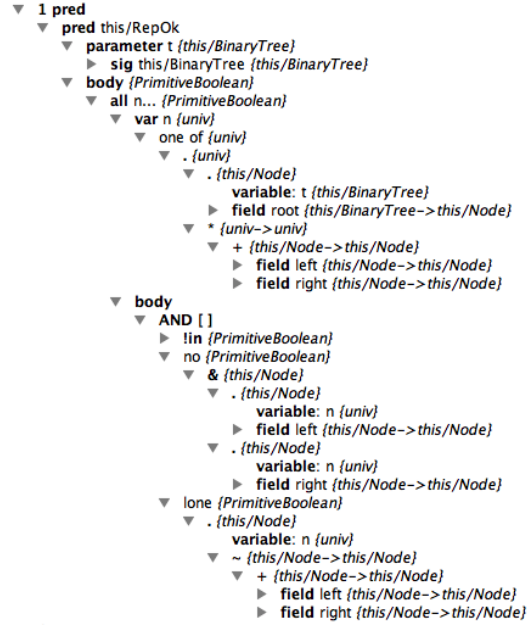 1 pred
pred this/RepOk
parameter t {this/BinaryTree}
sig this/BinaryTree {this/BinaryTree}
body {PrimitiveBoolean}
all n... {PrimitiveBoolean}
var n {univ}
one of {univ}
. {univ}
. {this/Node}
variable: t {this/BinaryTree}
field root {this/BinaryTree->this/Node}
* {univ->univ}
+ {this/Node->this/Node}
field left {this/Node->this/Node}
field right {this/Node->this/Node}
body
AND [ ]
!in {PrimitiveBoolean}
no {PrimitiveBoolean}
& {this/Node}
. {this/Node}
variable: n {univ}
field left {this/Node->this/Node}
. {this/Node}
variable: n {univ}
field right {this/Node->this/Node}
lone {PrimitiveBoolean}
. {this/Node}
variable: n {univ}
~ {this/Node->this/Node}
+ {this/Node->this/Node}
field left {this/Node->this/Node}
field right {this/Node->this/Node}